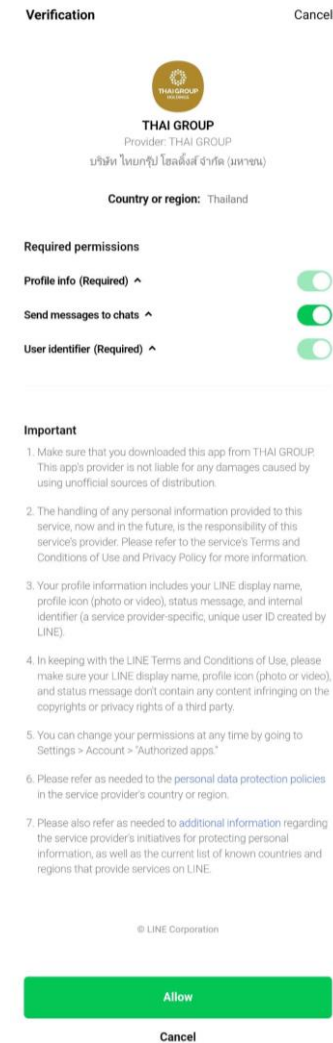 Verification
Cancel
THAI GROUP
HOLDINGS
THAI GROUP
Provider: THAI GROUP
บริษัท ไทยกรุ๊ป โฮลดิ้งส์ จำกัด (มหาชน)
Country or region: Thailand
Required permissions
Profile info (Required)
Send messages to chats
User identifier (Required)
Important
1. Make sure that you downloaded this app from THAI GROUP.
This app's provider is not liable for any damages caused by
using unofficial sources of distribution.
2. The handling of any personal information provided to this
service, now and in the future, is the responsibility of this
service's provider. Please refer to the service's Terms and
Conditions of Use and Privacy Policy for more information.
3. Your profile information includes your LINE display name,
profile icon (photo or video), status message, and internal
identifier (a service provider-specific, unique user ID created by
LINE).
4. In keeping with the LINE Terms and Conditions of Use, please
make sure your LINE display name, profile icon (photo or video),
and status message don't contain any content infringing on the
copyrights or privacy rights of a third party.
5. You can change your permissions at any time by going to
Settings > Account > "Authorized apps."
6. Please refer as needed to the personal data protection policies
in the service provider's country or region.
7. Please also refer as needed to additional information regarding
the service provider's initiatives for protecting personal
information, as well as the current list of known countries and
regions that provide services on LINE.
© LINE Corporation
Allow
Cancel